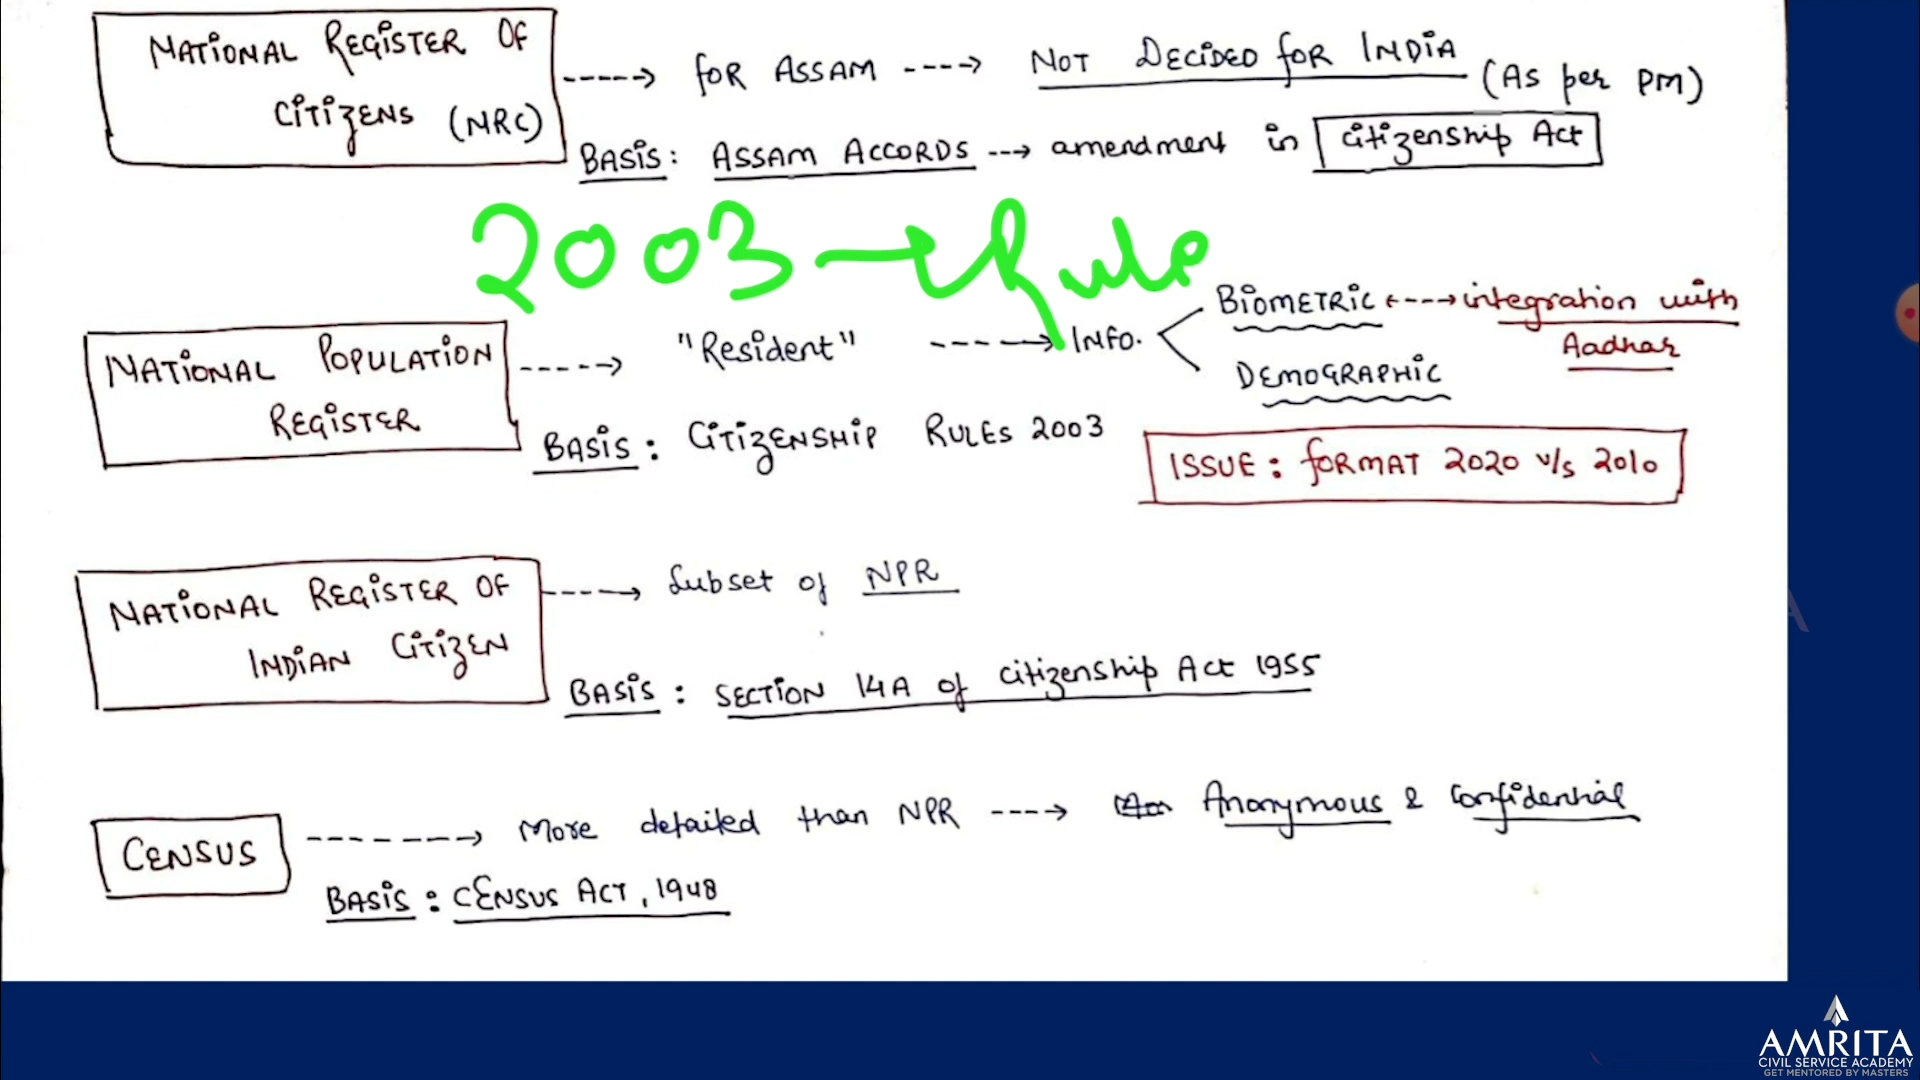 NATIONAL REGISTER OF
CITIZENS (NRC)
FOR ASSAM
NOT DECIDED FOR INDIA
(As per PM)
BASIS: ASSAM ACCORDS
amendment in
Citizenship Act
2003 Rule
NATIONAL POPULATION
REGISTER
"Resident"
INFO.
BIOMETRIC
integration with
Aadhar
DEMOGRAPHIC
BASIS: CITIZENSHIP RULES 2003
ISSUE: FORMAT 2020 v/s 2010
NATIONAL REGISTER OF
INDIAN CITIZEN
Subset of NPR
BASIS: SECTION 14A of citizenship Act 1955
CENSUS
More detailed than NPR
Anonymous & Confidential
BASIS: CENSUS ACT, 1948
AMRITA
CIVIL SERVICE ACADEMY
GET MENTORED BY MASTERS